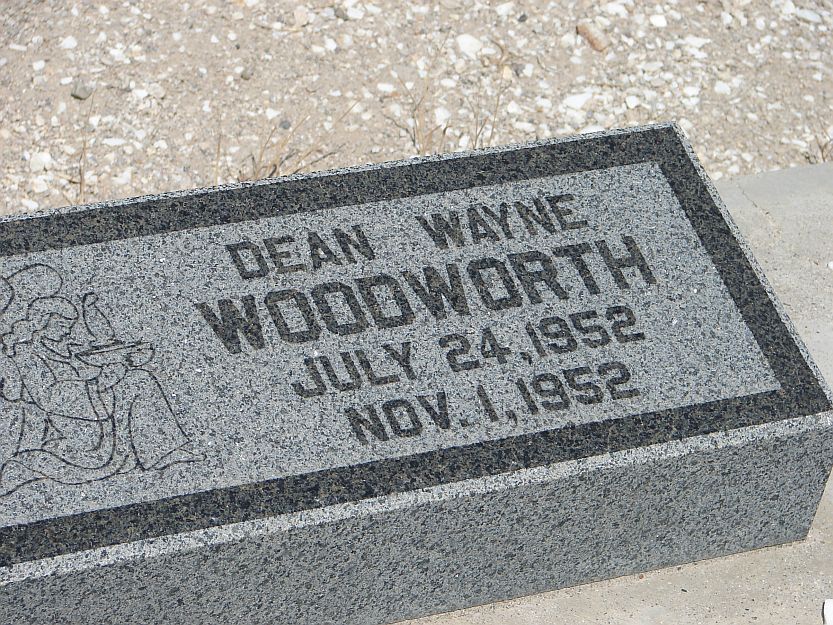 DEAN WAYNE
WOODWORTH
JULY 24, 1952
NOV. 1, 1952